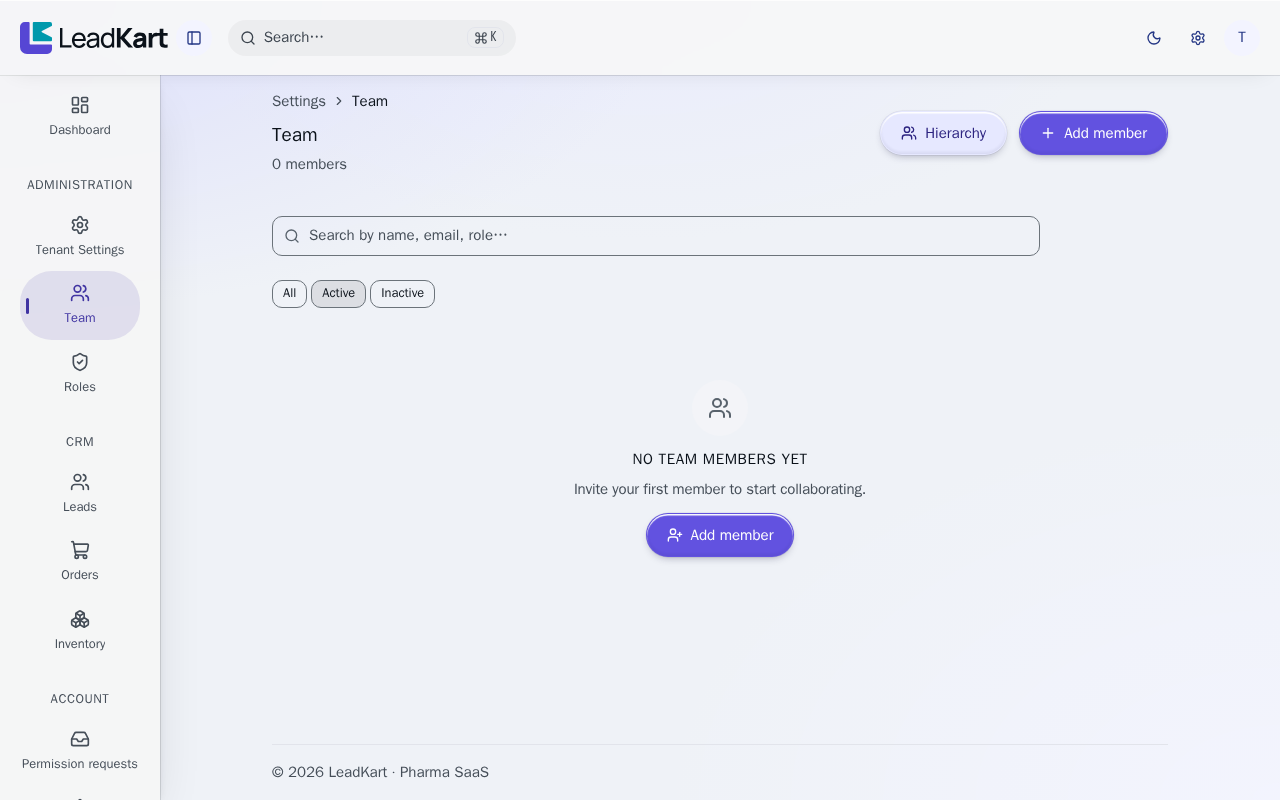 LeadKart
Search… ⌘ K
T
Dashboard
ADMINISTRATION
Tenant Settings
Team
Roles
CRM
Leads
Orders
Inventory
ACCOUNT
Permission requests
Settings > Team
Team
0 members
Hierarchy
+ Add member
Search by name, email, role…
All Active Inactive
NO TEAM MEMBERS YET
Invite your first member to start collaborating.
Add member
© 2026 LeadKart · Pharma SaaS